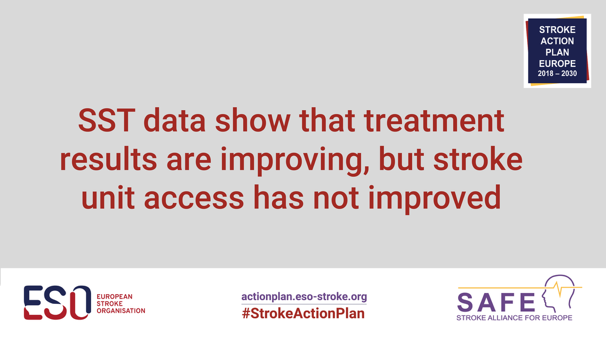 STROKE
ACTION
PLAN
EUROPE
2018 – 2030
SST data show that treatment
results are improving, but stroke
unit access has not improved
ESO
EUROPEAN
STROKE
ORGANISATION
actionplan.eso-stroke.org
#StrokeActionPlan
SAFE
STROKE ALLIANCE FOR EUROPE